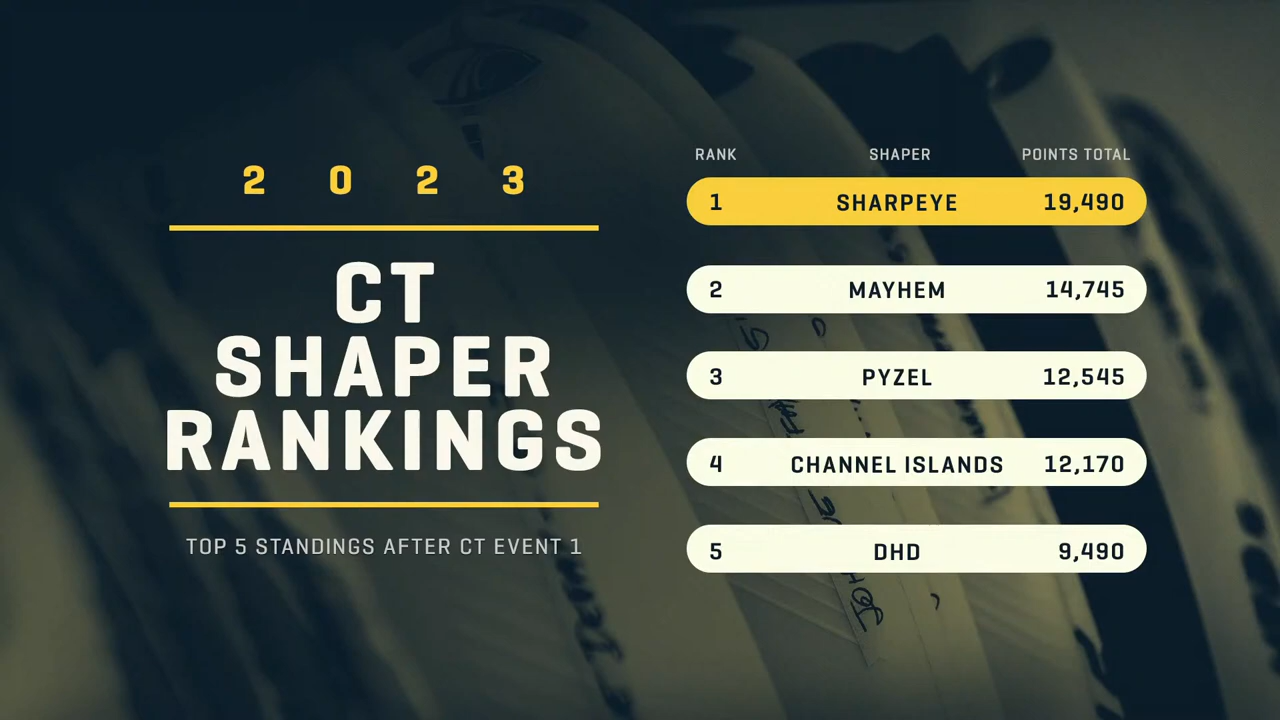 2 0 2 3
CT
SHAPER
RANKINGS
TOP 5 STANDINGS AFTER CT EVENT 1
RANK SHAPER POINTS TOTAL
1 SHARPEYE 19,490
2 MAYHEM 14,745
3 PYZEL 12,545
4 CHANNEL ISLANDS 12,170
5 DHD 9,490